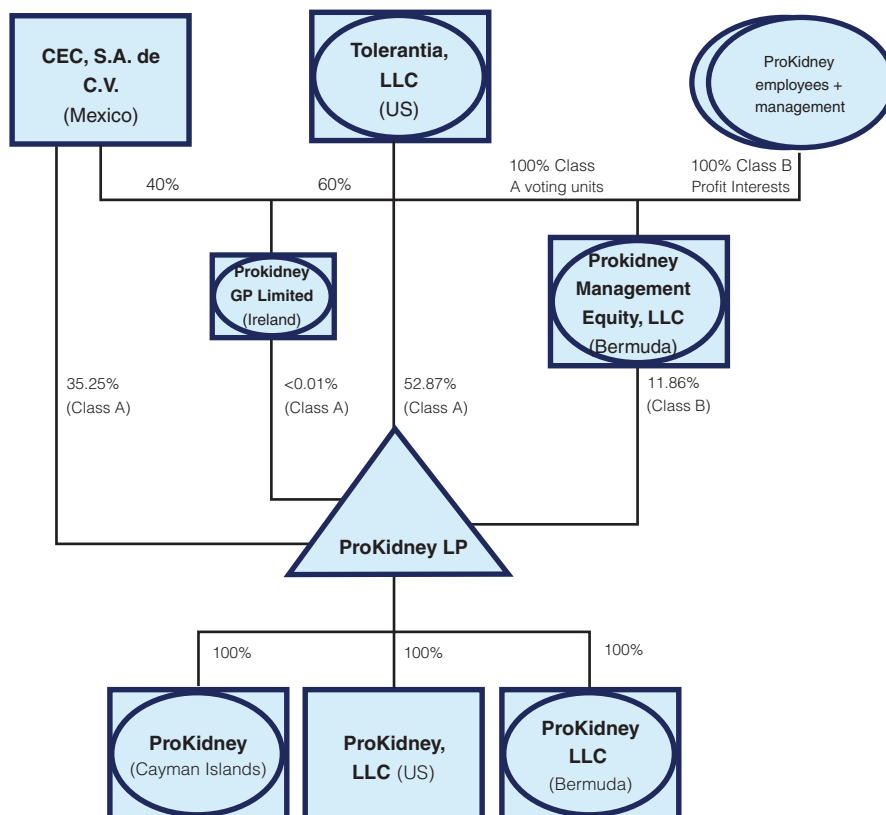 CEC, S.A. de
C.V.
(Mexico)
Tolerantia,
LLC
(US)
ProKidney
employees +
management
40%
60%
100% Class
A voting units
100% Class B
Profit Interests
Prokidney
GP Limited
(Ireland)
Prokidney
Management
Equity, LLC
(Bermuda)
35.25%
(Class A)
<0.01%
(Class A)
52.87%
(Class A)
11.86%
(Class B)
ProKidney LP
100%
100%
100%
ProKidney
(Cayman Islands)
ProKidney,
LLC (US)
ProKidney
LLC
(Bermuda)